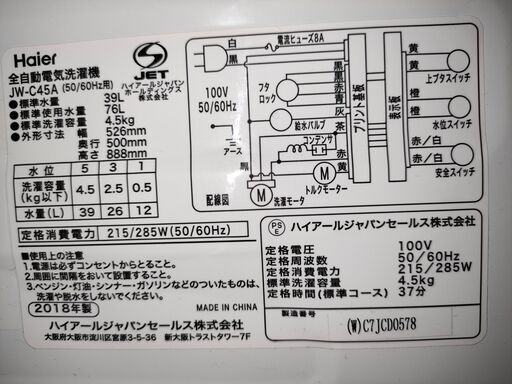 Haier
JET
全自動電気洗濯機
JW-C45A (50/60Hz用)
ハイアールジャパン
ホールディングス
株式会社
●標準水量 39L
●標準使用水量 76L
●標準洗濯容量 4.5kg
●外形寸法 幅 526mm
奥行 500mm
高さ 888mm
水位 5 3 1
洗濯容量(kg以下) 4.5 2.5 0.5
水量(L) 39 26 12
定格消費電力 215/285W(50/60Hz)
■使用上の注意
1.電源は必ずコンセントからとること。
2.周囲に間隔をおいて設置すること。
3.ベンジン・灯油・シンナー・ガソリンなどのついたものは、
洗濯や脱水をしないでください。
2018年製
MADE IN CHINA
ハイアールジャパンセールス株式会社
大阪府大阪市淀川区宮原3-5-36 新大阪トラストタワー7F
白
黒
電流ヒューズ8A
100V
50/60Hz
アース
フタ
ロック
黒
黒
赤
青
給水バルブ
灰
茶
コンデンサ
赤
黒
黒
M
M
トルクモーター
洗濯モータ
配線図
プリント基板
表示板
黄
黄
上ブタスイッチ
橙
橙
水位スイッチ
赤/白
赤/白
安全スイッチ
PSE
ハイアールジャパンセールス株式会社
定格電圧 100V
定格周波数 50/60Hz
定格消費電力 215/285W
標準洗濯容量 4.5kg
定格時間(標準コース) 37分
製造番号
(W)C7JCD0578